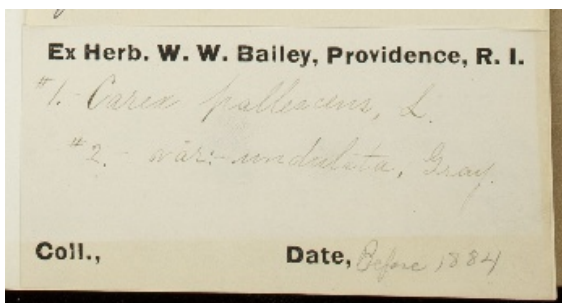 Ex Herb. W. W. Bailey, Providence, R. I.
#1. - Carex pallescens, L.
#2. - var:- undulata, Gray.
Coll., Date, Before 1884